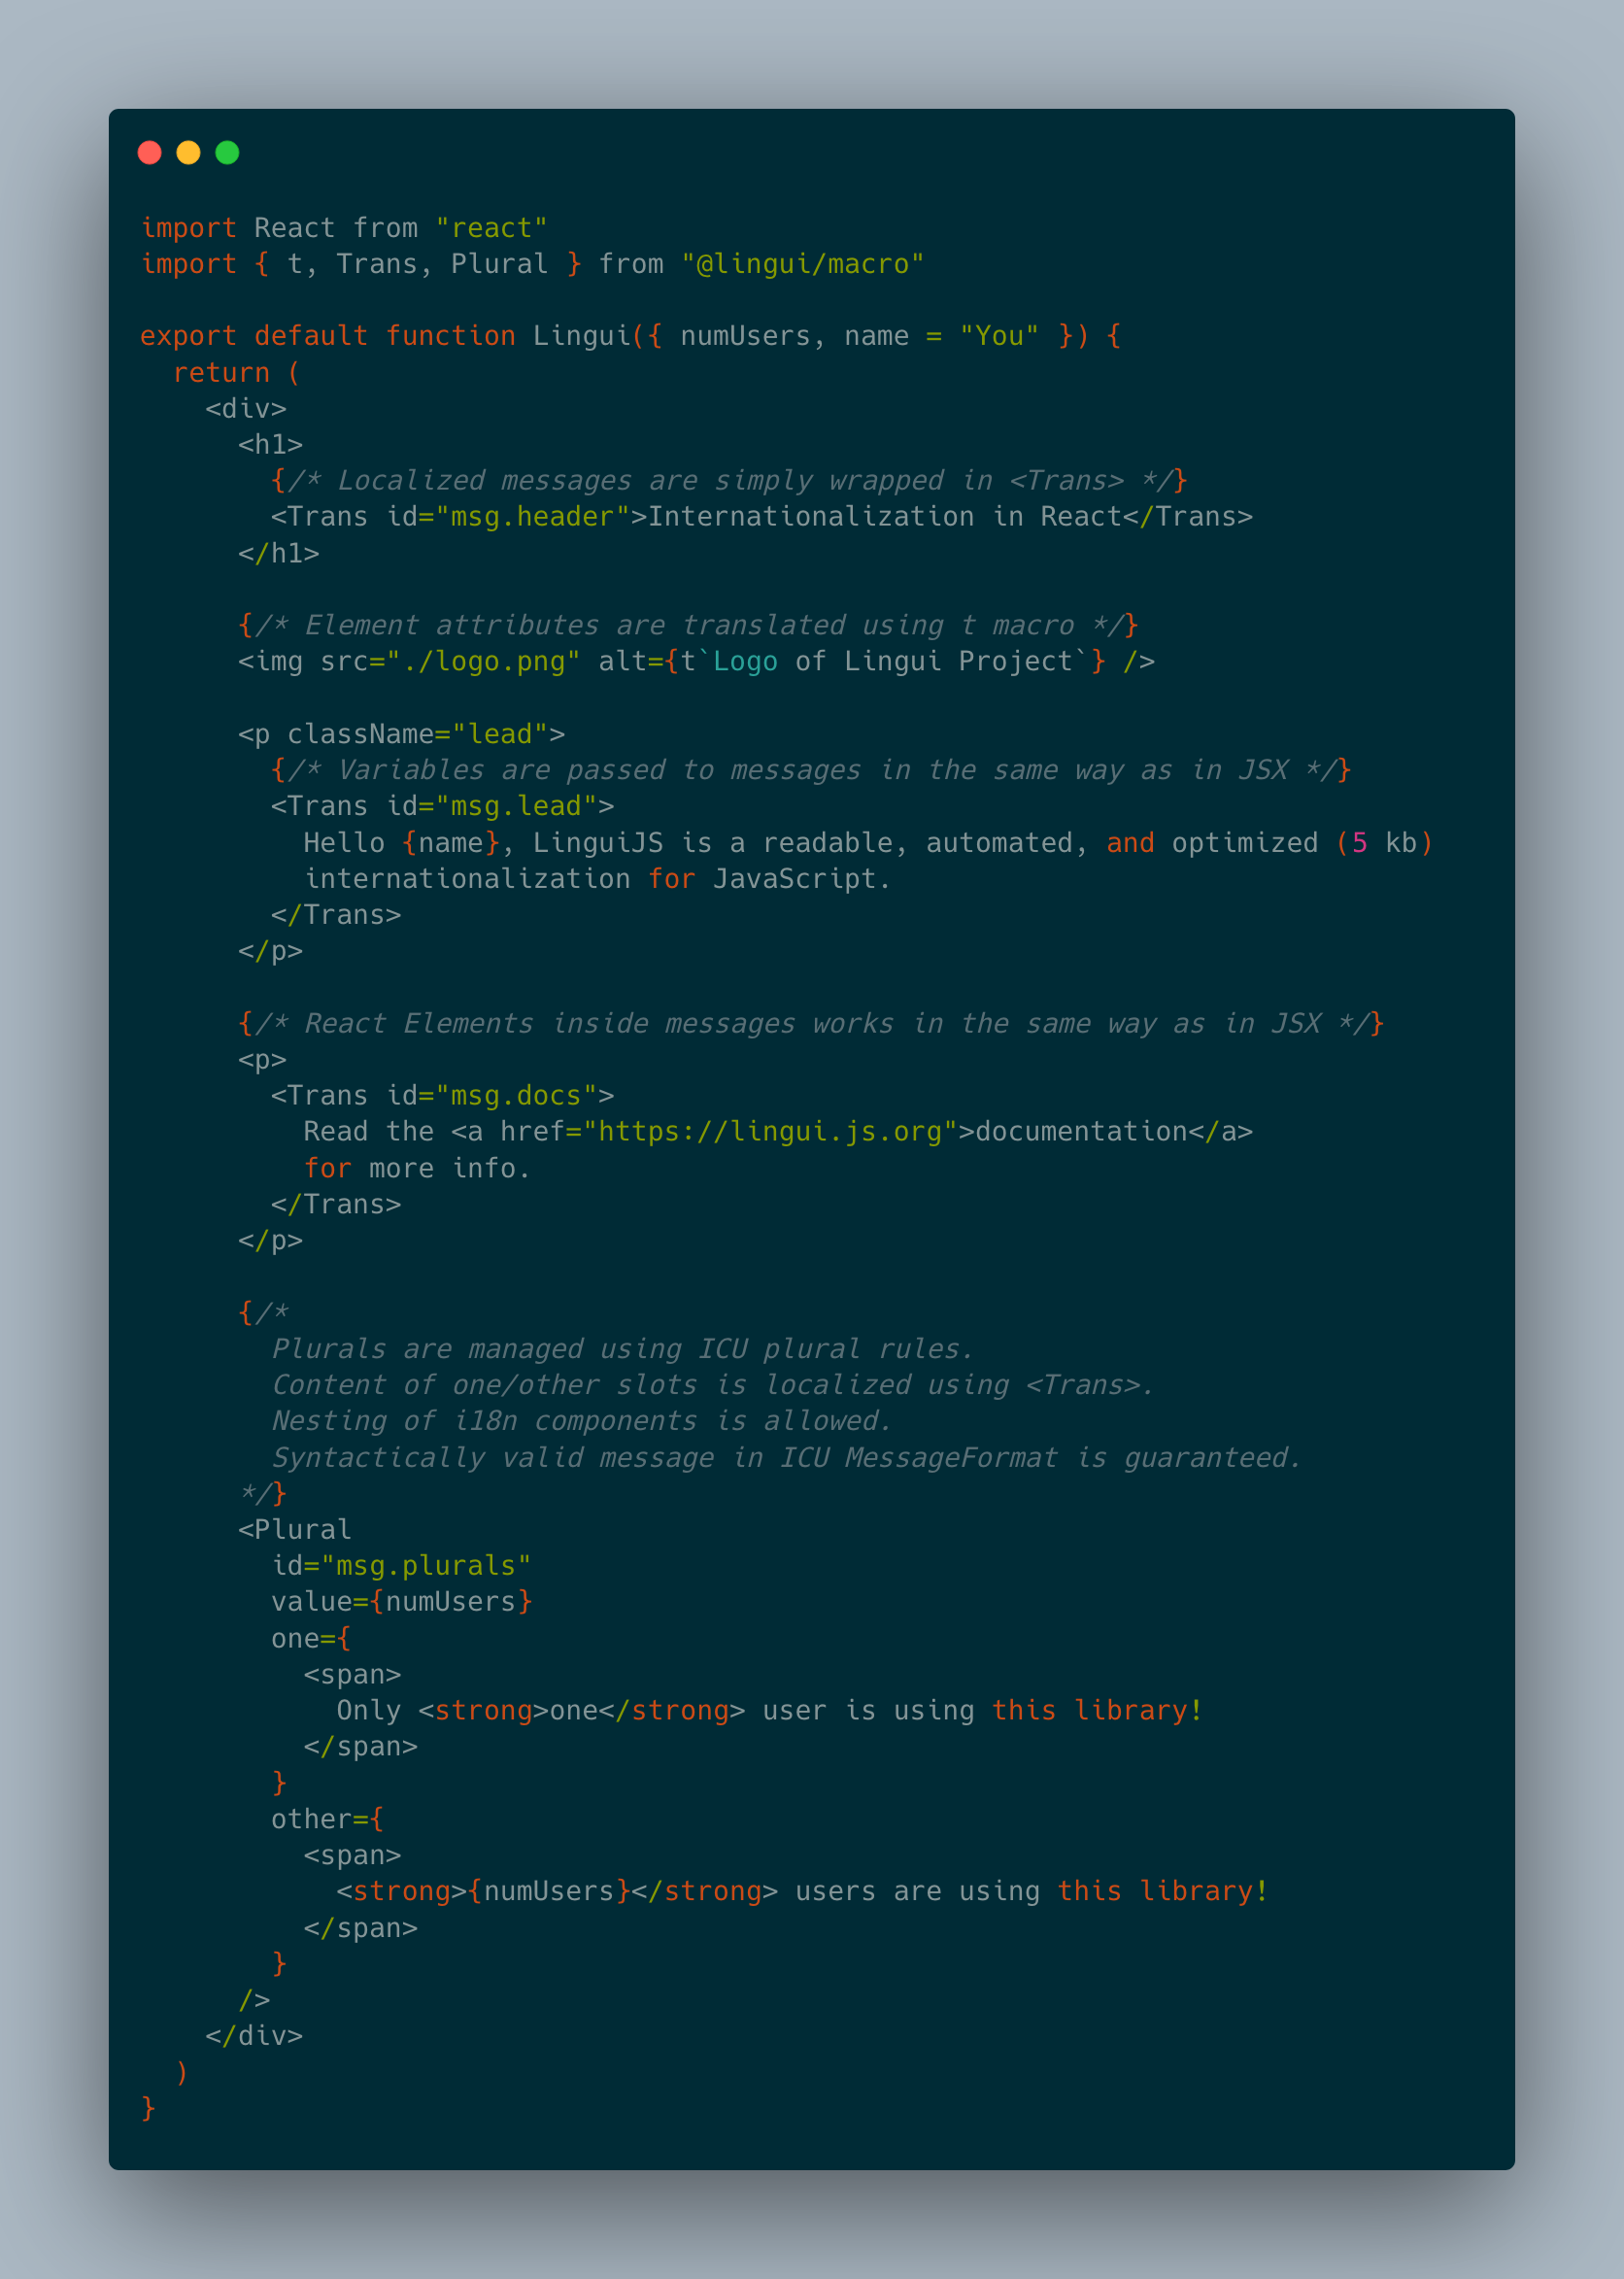 import React from "react"
import { t, Trans, Plural } from "@lingui/macro"

export default function Lingui({ numUsers, name = "You" }) {
  return (
    <div>
      <h1>
        {/* Localized messages are simply wrapped in <Trans> */}
        <Trans id="msg.header">Internationalization in React</Trans>
      </h1>

      {/* Element attributes are translated using t macro */}
      <img src="./logo.png" alt={t`Logo of Lingui Project`} />

      <p className="lead">
        {/* Variables are passed to messages in the same way as in JSX */}
        <Trans id="msg.lead">
          Hello {name}, LinguiJS is a readable, automated, and optimized (5 kb)
          internationalization for JavaScript.
        </Trans>
      </p>

      {/* React Elements inside messages works in the same way as in JSX */}
      <p>
        <Trans id="msg.docs">
          Read the <a href="https://lingui.js.org">documentation</a>
          for more info.
        </Trans>
      </p>

      {/*
        Plurals are managed using ICU plural rules.
        Content of one/other slots is localized using <Trans>.
        Nesting of i18n components is allowed.
        Syntactically valid message in ICU MessageFormat is guaranteed.
      */}
      <Plural
        id="msg.plurals"
        value={numUsers}
        one={
          <span>
            Only <strong>one</strong> user is using this library!
          </span>
        }
        other={
          <span>
            <strong>{numUsers}</strong> users are using this library!
          </span>
        }
      />
    </div>
  )
}